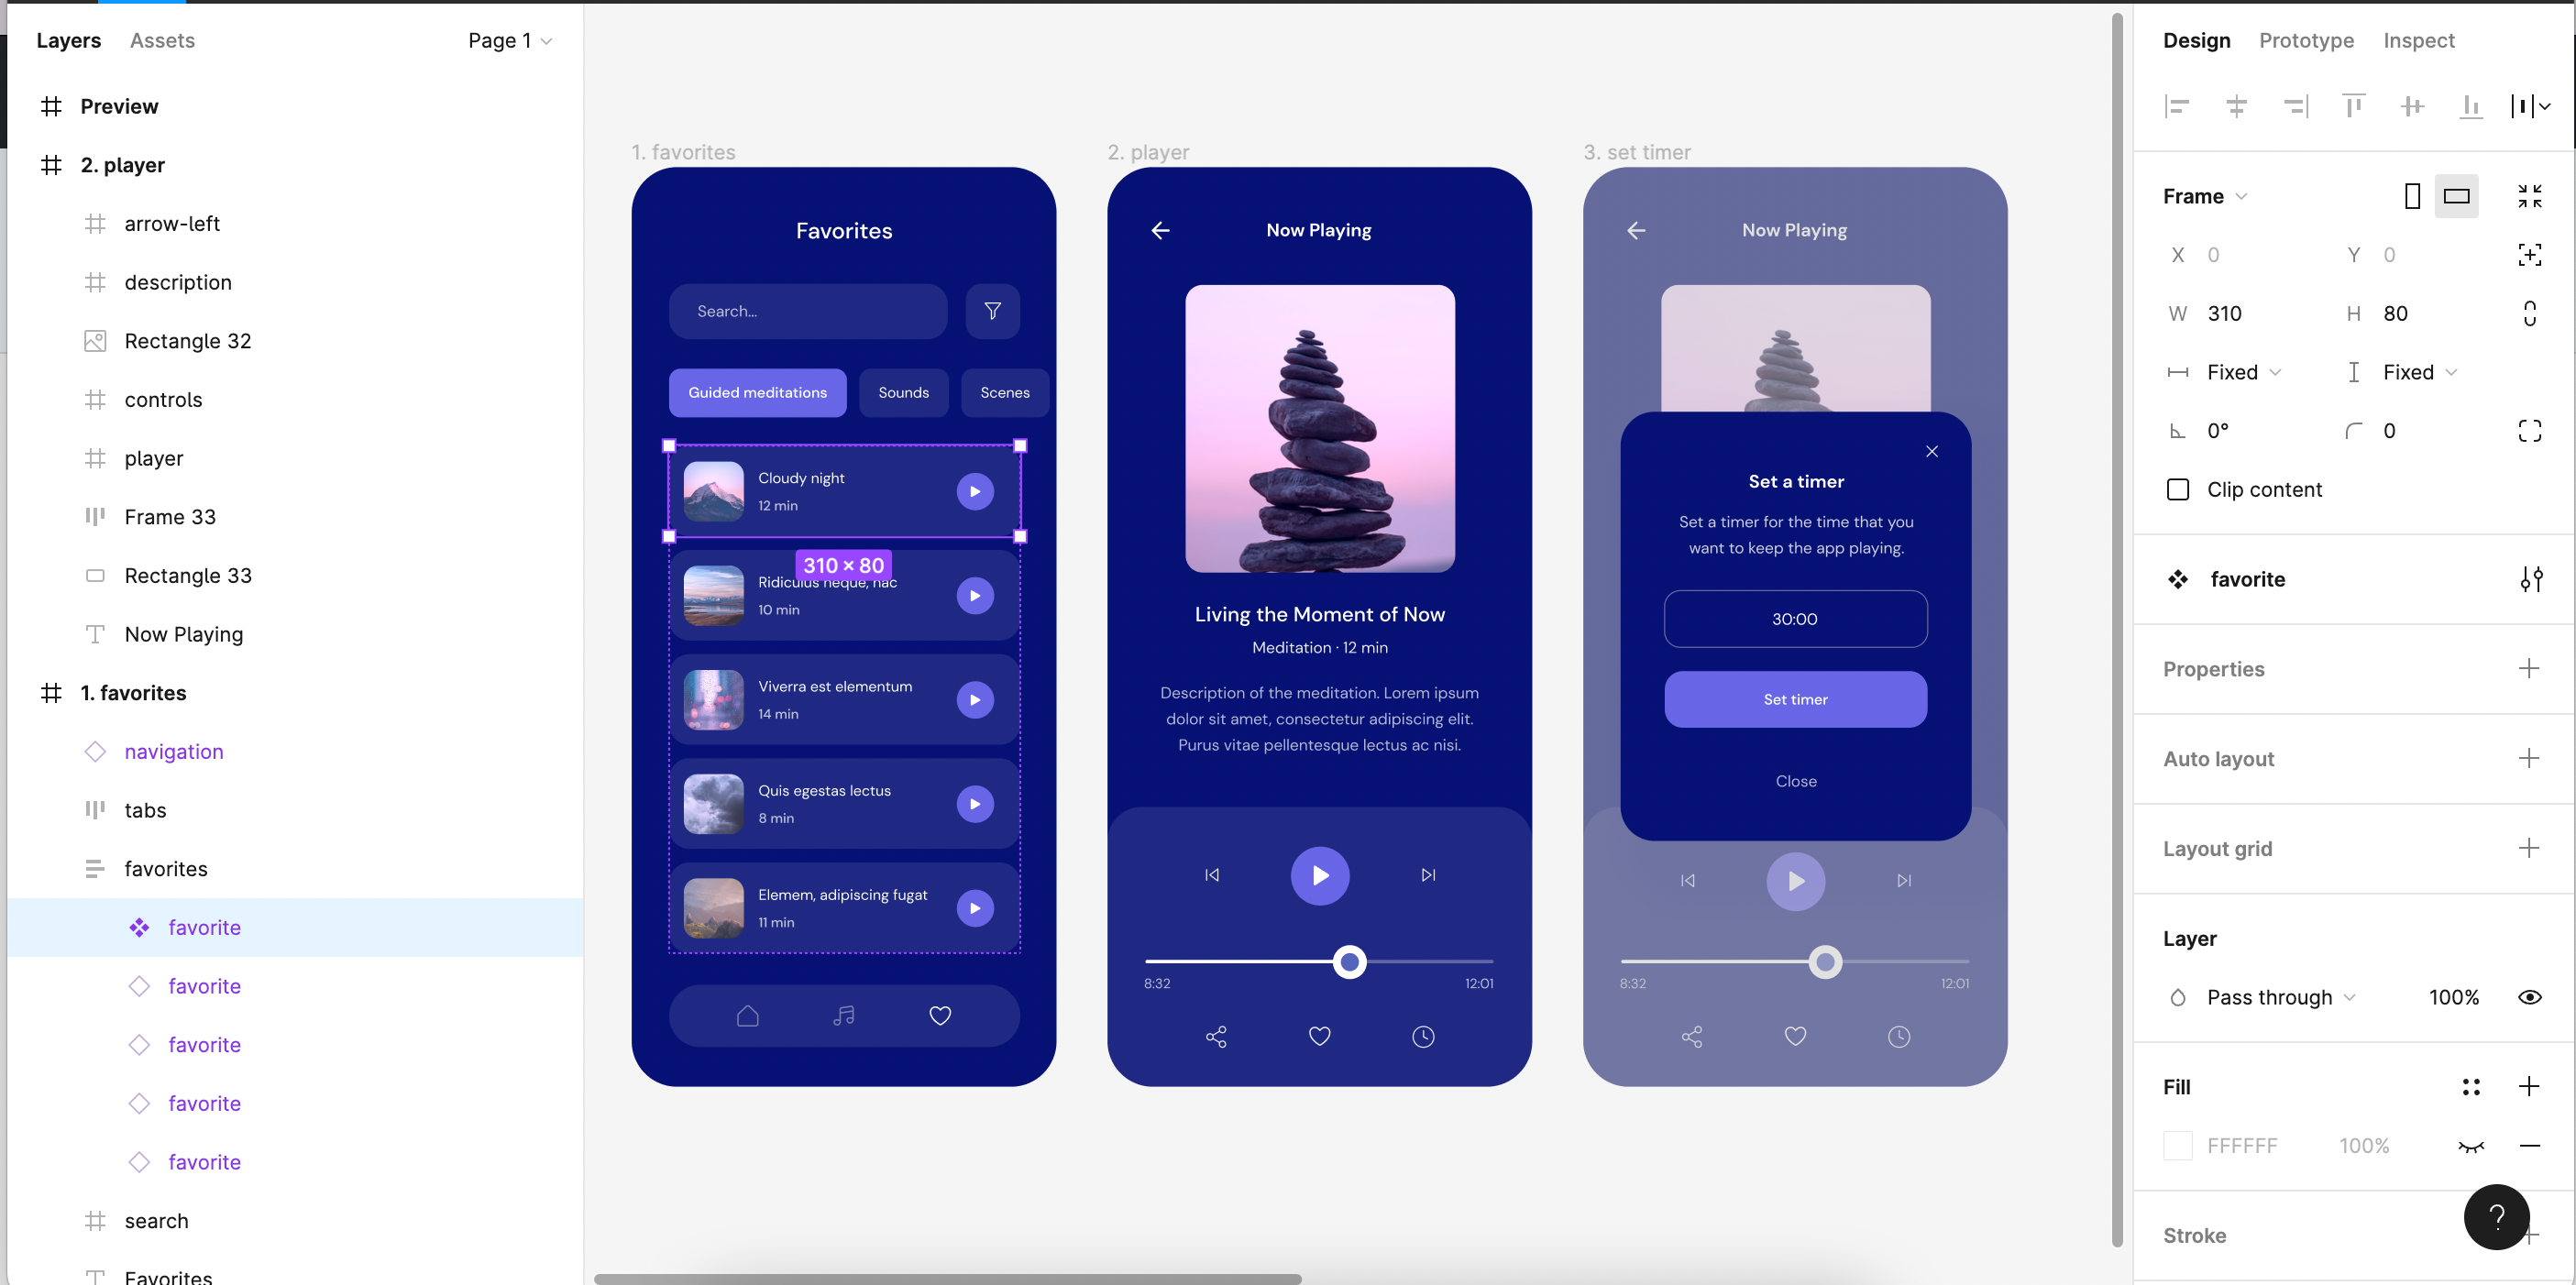 Layers
Assets
Page 1
Preview
2. player
arrow-left
description
Rectangle 32
controls
player
Frame 33
Rectangle 33
Now Playing
1. favorites
navigation
tabs
favorites
favorite
favorite
favorite
favorite
favorite
search
Favorites
1. favorites
Favorites
Search...
Guided meditations
Sounds
Scenes
Cloudy night
12 min
310 × 80
Ridiculus neque, hac
10 min
Viverra est elementum
14 min
Quis egestas lectus
8 min
Elemem, adipiscing fugat
11 min
2. player
Now Playing
Living the Moment of Now
Meditation · 12 min
Description of the meditation. Lorem ipsum
dolor sit amet, consectetur adipiscing elit.
Purus vitae pellentesque lectus ac nisi.
8:32
12:01
3. set timer
Now Playing
Set a timer
Set a timer for the time that you
want to keep the app playing.
30:00
Set timer
Close
8:32
12:01
Design
Prototype
Inspect
Frame
X 0
Y 0
W 310
H 80
Fixed
Fixed
0°
0
Clip content
favorite
Properties
Auto layout
Layout grid
Layer
Pass through
100%
Fill
FFFFFF
100%
Stroke
?